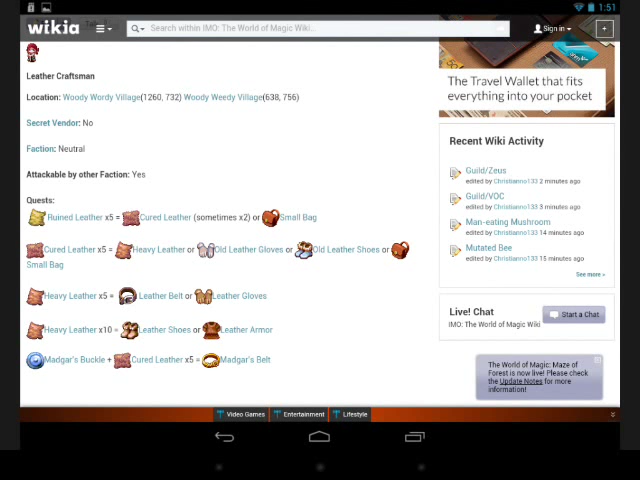 1:51
wikia
Search within IMO: The World of Magic Wiki...
Sign in
Leather Craftsman
Location: Woody Wordy Village(1260, 732) Woody Weedy Village(638, 756)
Secret Vendor: No
Faction: Neutral
Attackable by other Faction: Yes
Quests:
Ruined Leather x5 = Cured Leather (sometimes x2) or Small Bag
Cured Leather x5 = Heavy Leather or Old Leather Gloves or Old Leather Shoes or
Small Bag
Heavy Leather x5 = Leather Belt or Leather Gloves
Heavy Leather x10 = Leather Shoes or Leather Armor
Madgar's Buckle + Cured Leather x5 = Madgar's Belt
The Travel Wallet that fits
everything into your pocket
Recent Wiki Activity
Guild/Zeus
edited by Christianno133 2 minutes ago
Guild/VOC
edited by Christianno133 3 minutes ago
Man-eating Mushroom
edited by Christianno133 14 minutes ago
Mutated Bee
edited by Christianno133 15 minutes ago
See more »
Live! Chat
Start a Chat
IMO: The World of Magic Wiki
The World of Magic: Maze of
Forest is now live! Please check
the Update Notes for more
information!
Video Games
Entertainment
Lifestyle